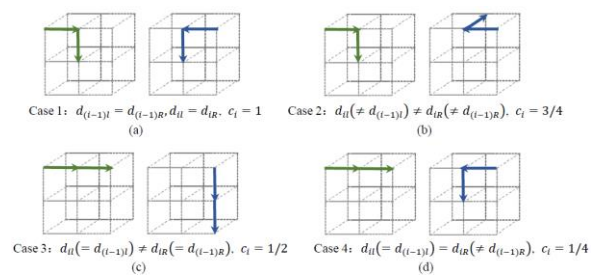 Case 1: d₍ᵢ₋₁₎ₗ = d₍ᵢ₋₁₎R, dᵢₗ = dᵢR. cᵢ = 1
(a)
Case 2: dᵢₗ(≠ d₍ᵢ₋₁₎ₗ) ≠ dᵢR(≠ d₍ᵢ₋₁₎R). cᵢ = 3/4
(b)
Case 3: dᵢₗ(= d₍ᵢ₋₁₎ₗ) ≠ dᵢR(= d₍ᵢ₋₁₎R). cᵢ = 1/2
(c)
Case 4: dᵢₗ(= d₍ᵢ₋₁₎ₗ) = dᵢR(≠ d₍ᵢ₋₁₎R). cᵢ = 1/4
(d)